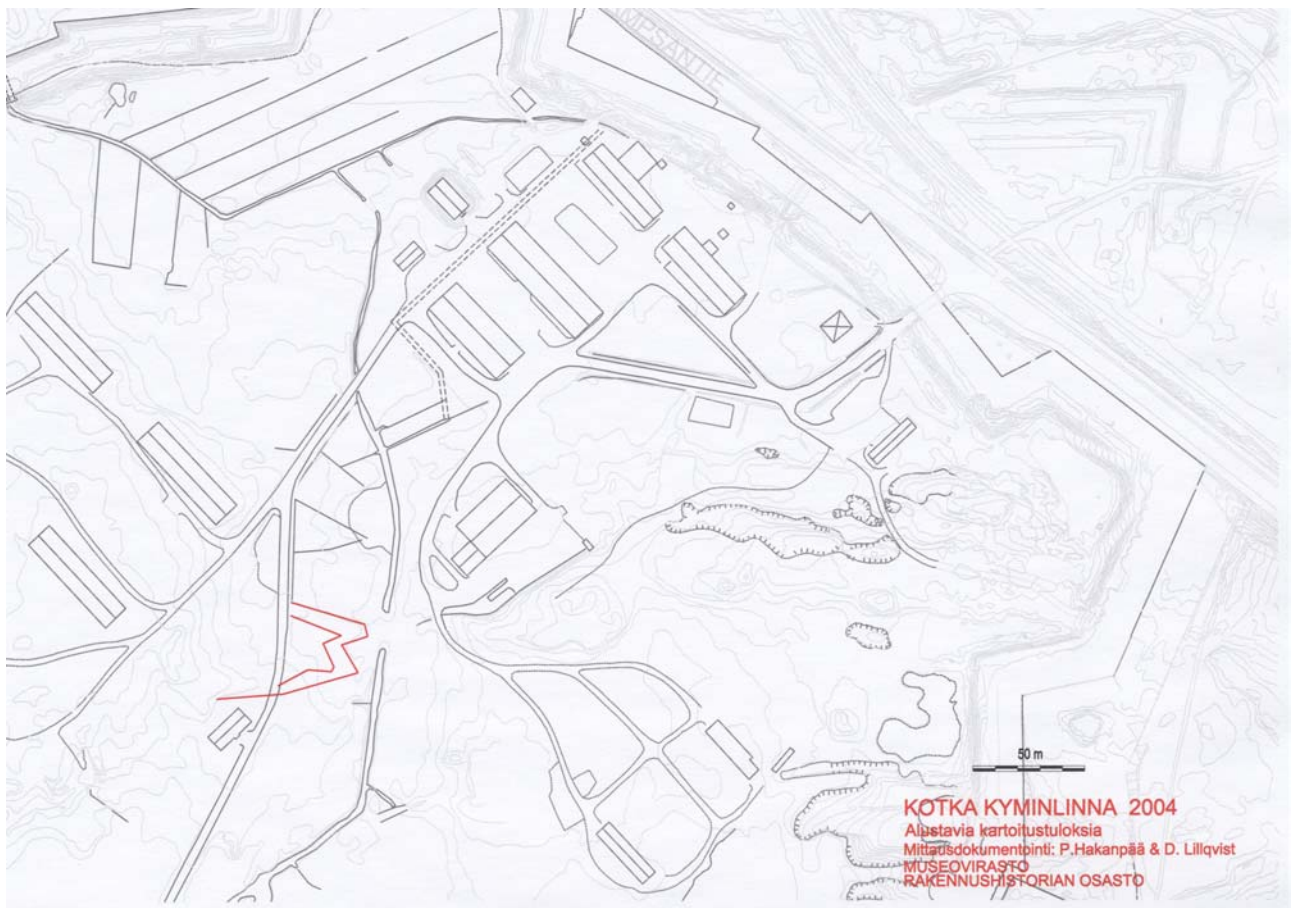 50 m
KOTKA KYMINLINNA 2004
Alustavia kartoitustuloksia
Mittausdokumentointi: P.Hakanpää & D. Lillqvist
MUSEOVIRASTO
RAKENNUSHISTORIAN OSASTO